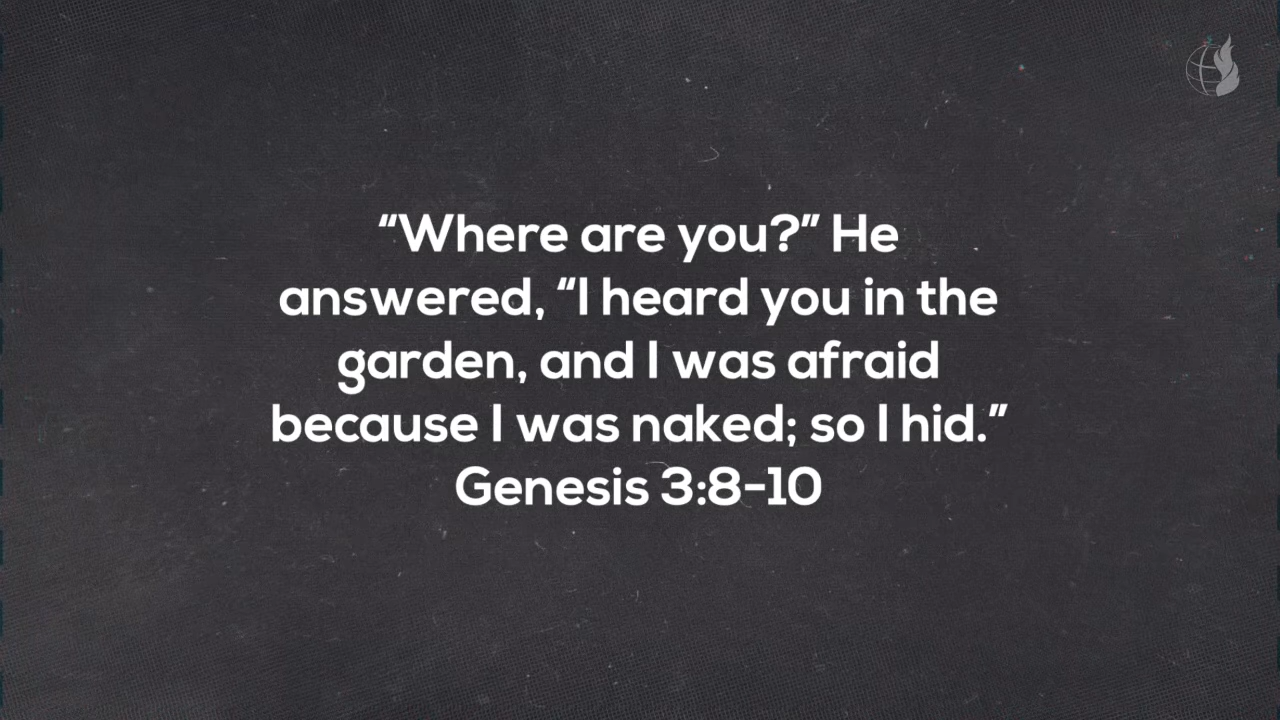 “Where are you?” He
answered, “I heard you in the
garden, and I was afraid
because I was naked; so I hid.”
Genesis 3:8-10